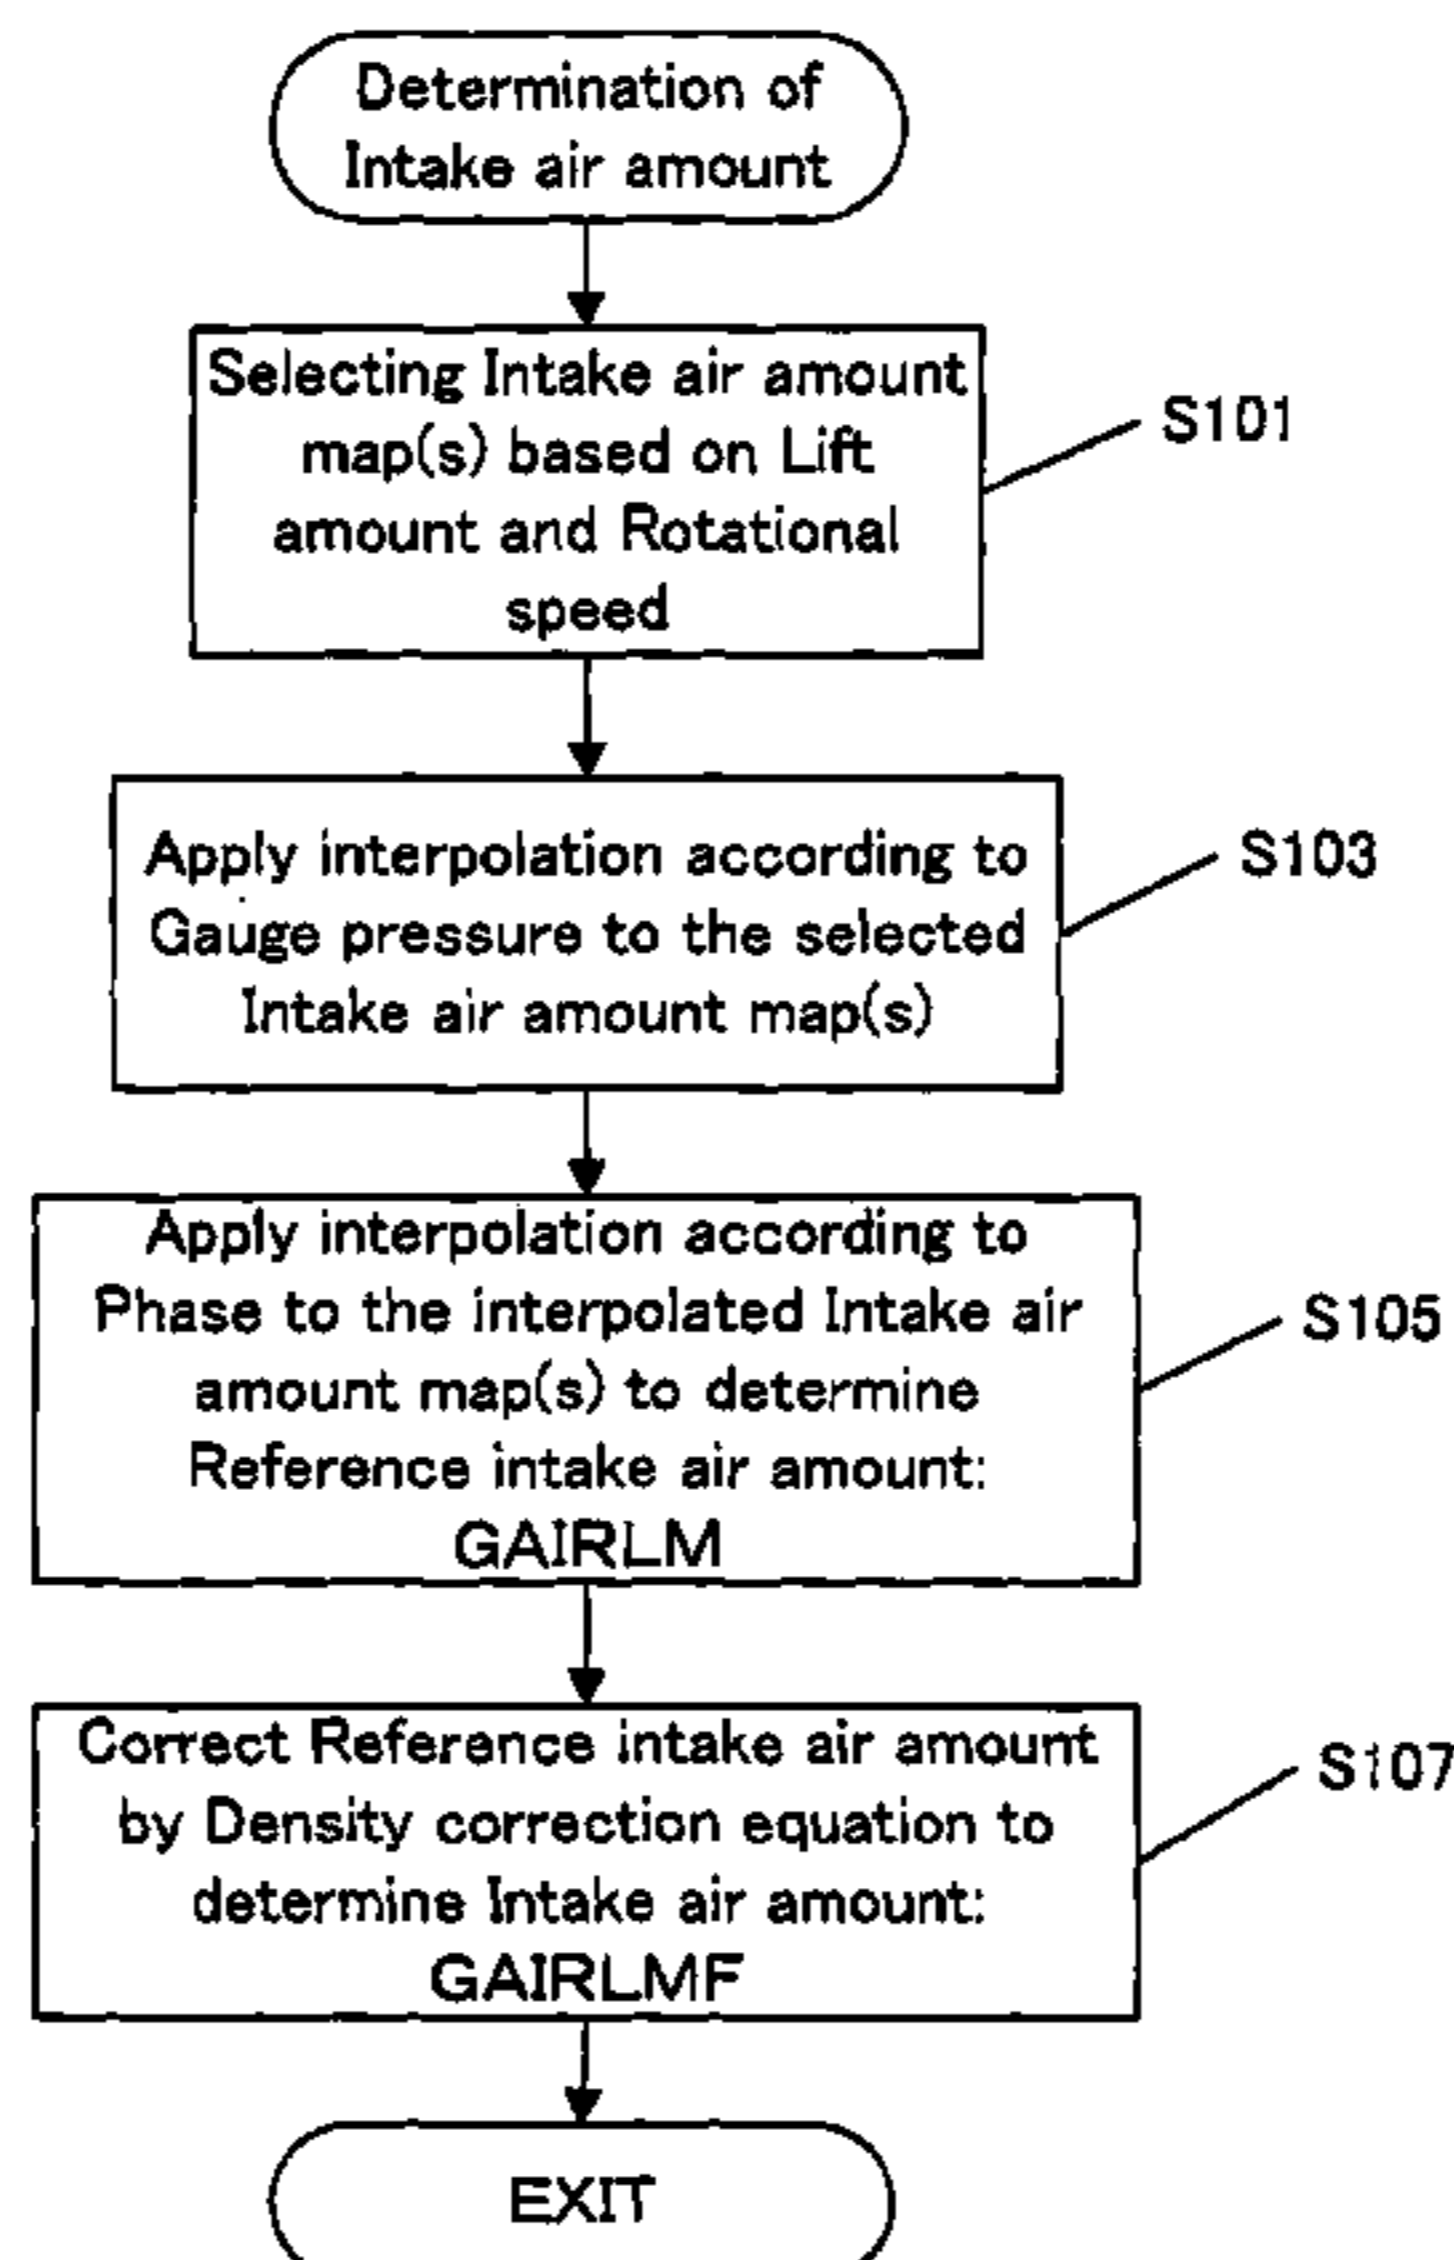 Determination of
Intake air amount
Selecting Intake air amount
map(s) based on Lift
amount and Rotational
speed
S101
Apply interpolation according to
Gauge pressure to the selected
Intake air amount map(s)
S103
Apply interpolation according to
Phase to the interpolated Intake air
amount map(s) to determine
Reference intake air amount:
GAIRLM
S105
Correct Reference intake air amount
by Density correction equation to
determine Intake air amount:
GAIRLMF
S107
EXIT